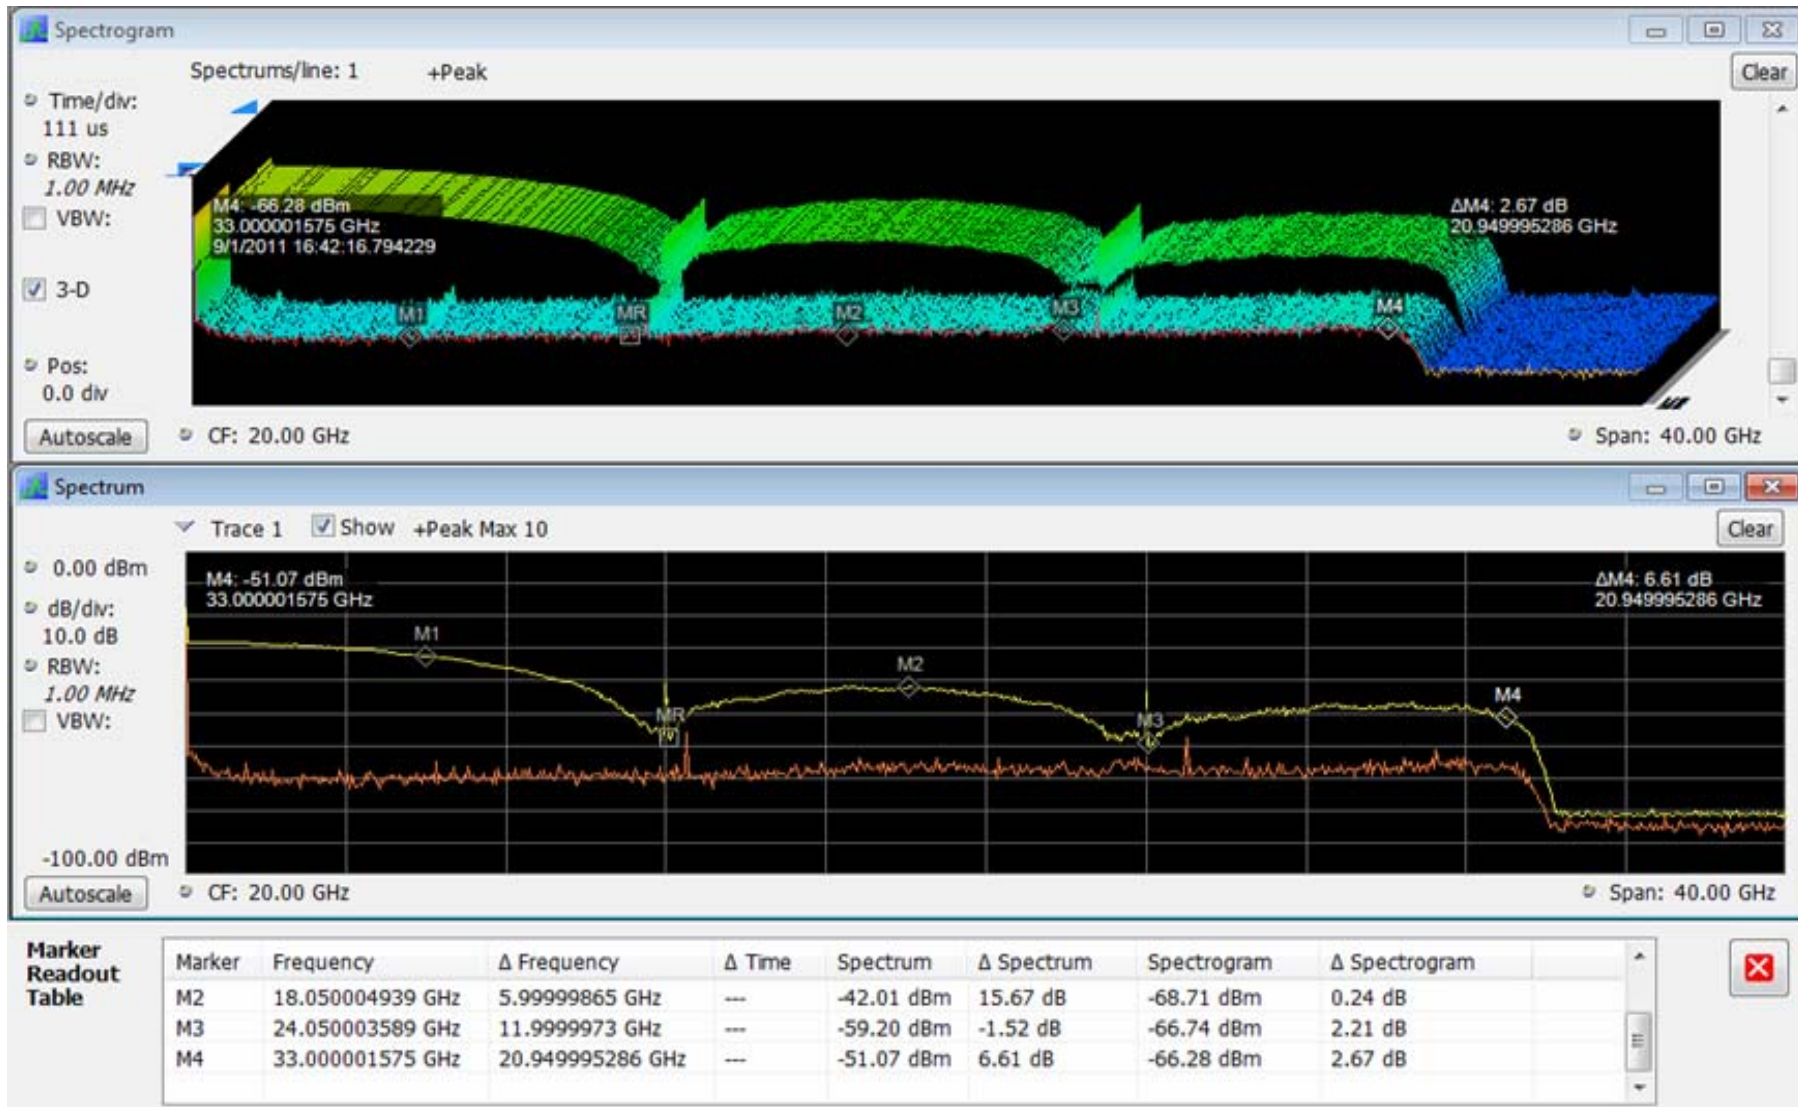 Spectrogram
Spectrums/line: 1 +Peak
Clear
Time/div:
111 us
RBW:
1.00 MHz
VBW:
3-D
Pos:
0.0 div
Autoscale
M4: -66.28 dBm
33.000001575 GHz
9/1/2011 16:42:16.794229
ΔM4: 2.67 dB
20.949995286 GHz
M1 MR M2 M3 M4
CF: 20.00 GHz
Span: 40.00 GHz
Spectrum
Trace 1 Show +Peak Max 10
Clear
0.00 dBm
dB/div:
10.0 dB
RBW:
1.00 MHz
VBW:
-100.00 dBm
Autoscale
M4: -51.07 dBm
33.000001575 GHz
ΔM4: 6.61 dB
20.949995286 GHz
M1 MR M2 M3 M4
CF: 20.00 GHz
Span: 40.00 GHz
Marker
Readout
Table
Marker Frequency Δ Frequency Δ Time Spectrum Δ Spectrum Spectrogram Δ Spectrogram
M2 18.050004939 GHz 5.99999865 GHz --- -42.01 dBm 15.67 dB -68.71 dBm 0.24 dB
M3 24.050003589 GHz 11.9999973 GHz --- -59.20 dBm -1.52 dB -66.74 dBm 2.21 dB
M4 33.000001575 GHz 20.949995286 GHz --- -51.07 dBm 6.61 dB -66.28 dBm 2.67 dB